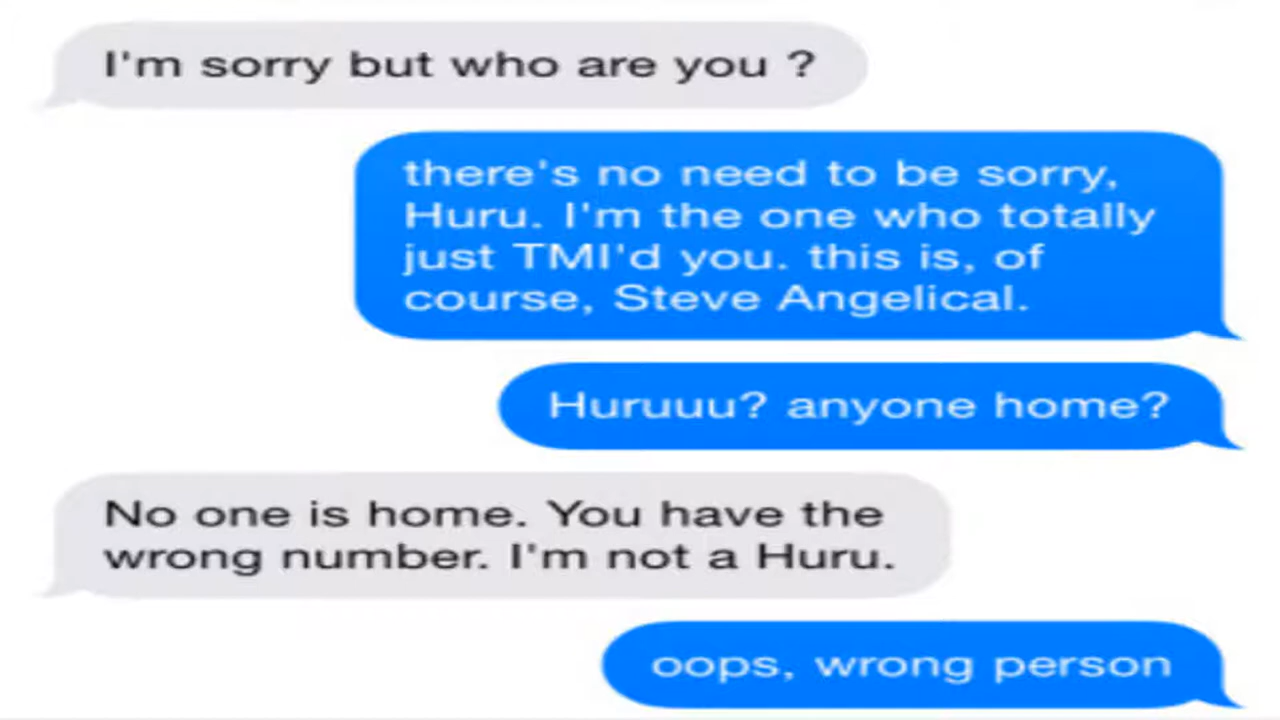 I'm sorry but who are you ?
there's no need to be sorry,
Huru. I'm the one who totally
just TMI'd you. this is, of
course, Steve Angelical.
Huruuu? anyone home?
No one is home. You have the
wrong number. I'm not a Huru.
oops, wrong person